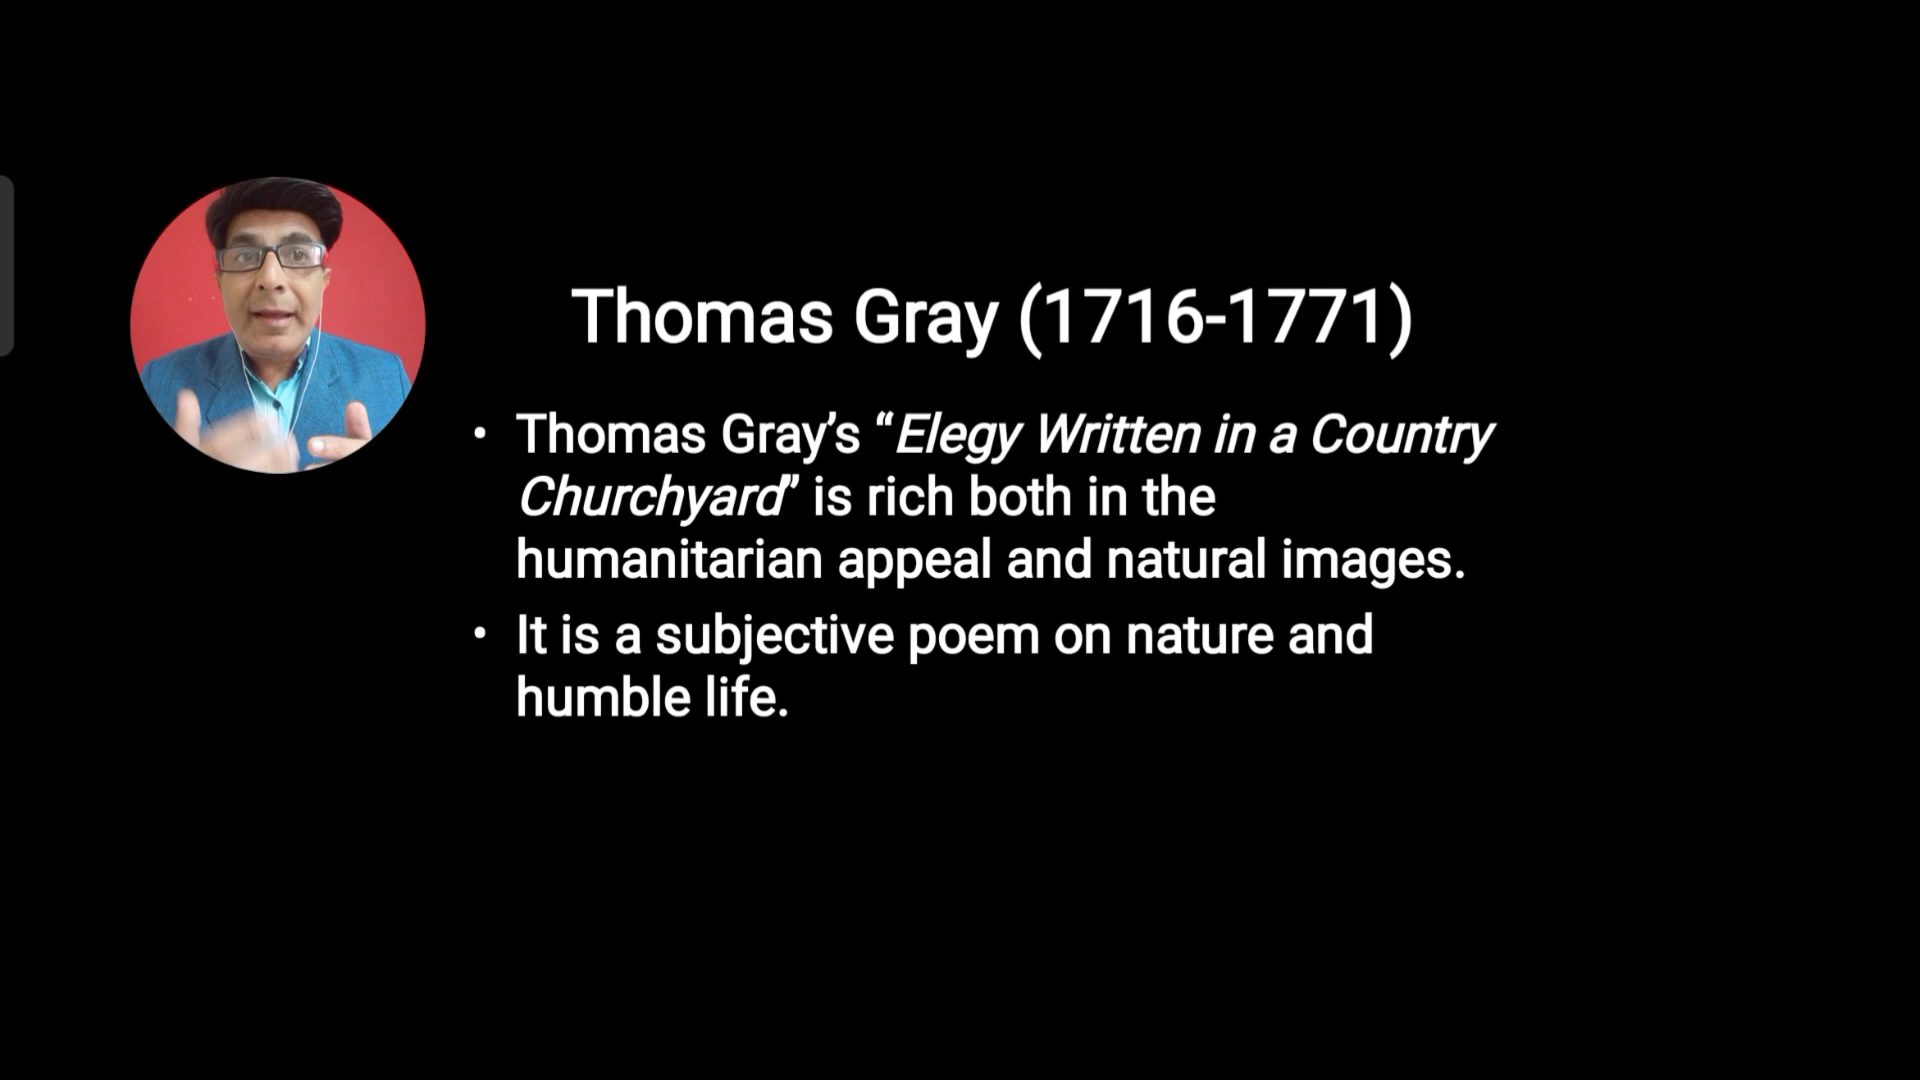 Thomas Gray (1716-1771)
• Thomas Gray’s “Elegy Written in a Country
Churchyard” is rich both in the
humanitarian appeal and natural images.
• It is a subjective poem on nature and
humble life.